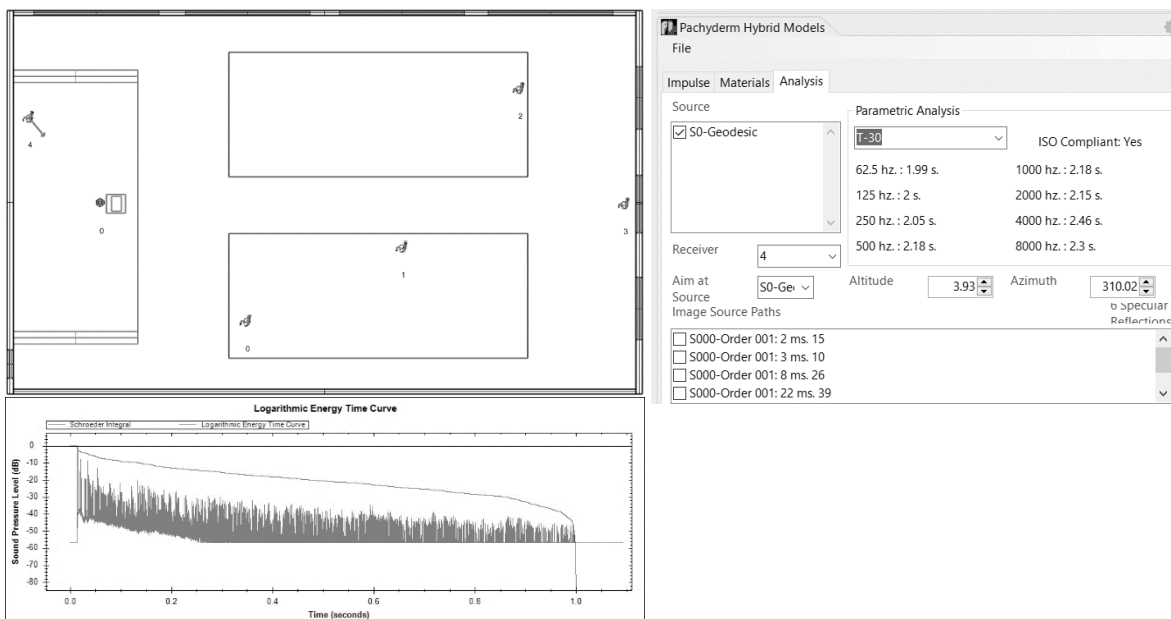 4
0
2
3
1
0
Logarithmic Energy Time Curve
Schroeder Integral Logarithmic Energy Time Curve
Sound Pressure Level (dB)
0
-10
-20
-30
-40
-50
-60
-70
-80
0.0 0.2 0.4 0.6 0.8 1.0
Time (seconds)
Pachyderm Hybrid Models
File
Impulse Materials Analysis
Source
S0-Geodesic
Parametric Analysis
T-30
ISO Compliant: Yes
62.5 hz. : 1.99 s. 1000 hz. : 2.18 s.
125 hz. : 2 s. 2000 hz. : 2.15 s.
250 hz. : 2.05 s. 4000 hz. : 2.46 s.
500 hz. : 2.18 s. 8000 hz. : 2.3 s.
Receiver 4
Aim at Source S0-Ge Altitude 3.93 Azimuth 310.02
6 Specular
Reflections
Image Source Paths
S000-Order 001: 2 ms. 15
S000-Order 001: 3 ms. 10
S000-Order 001: 8 ms. 26
S000-Order 001: 22 ms. 39